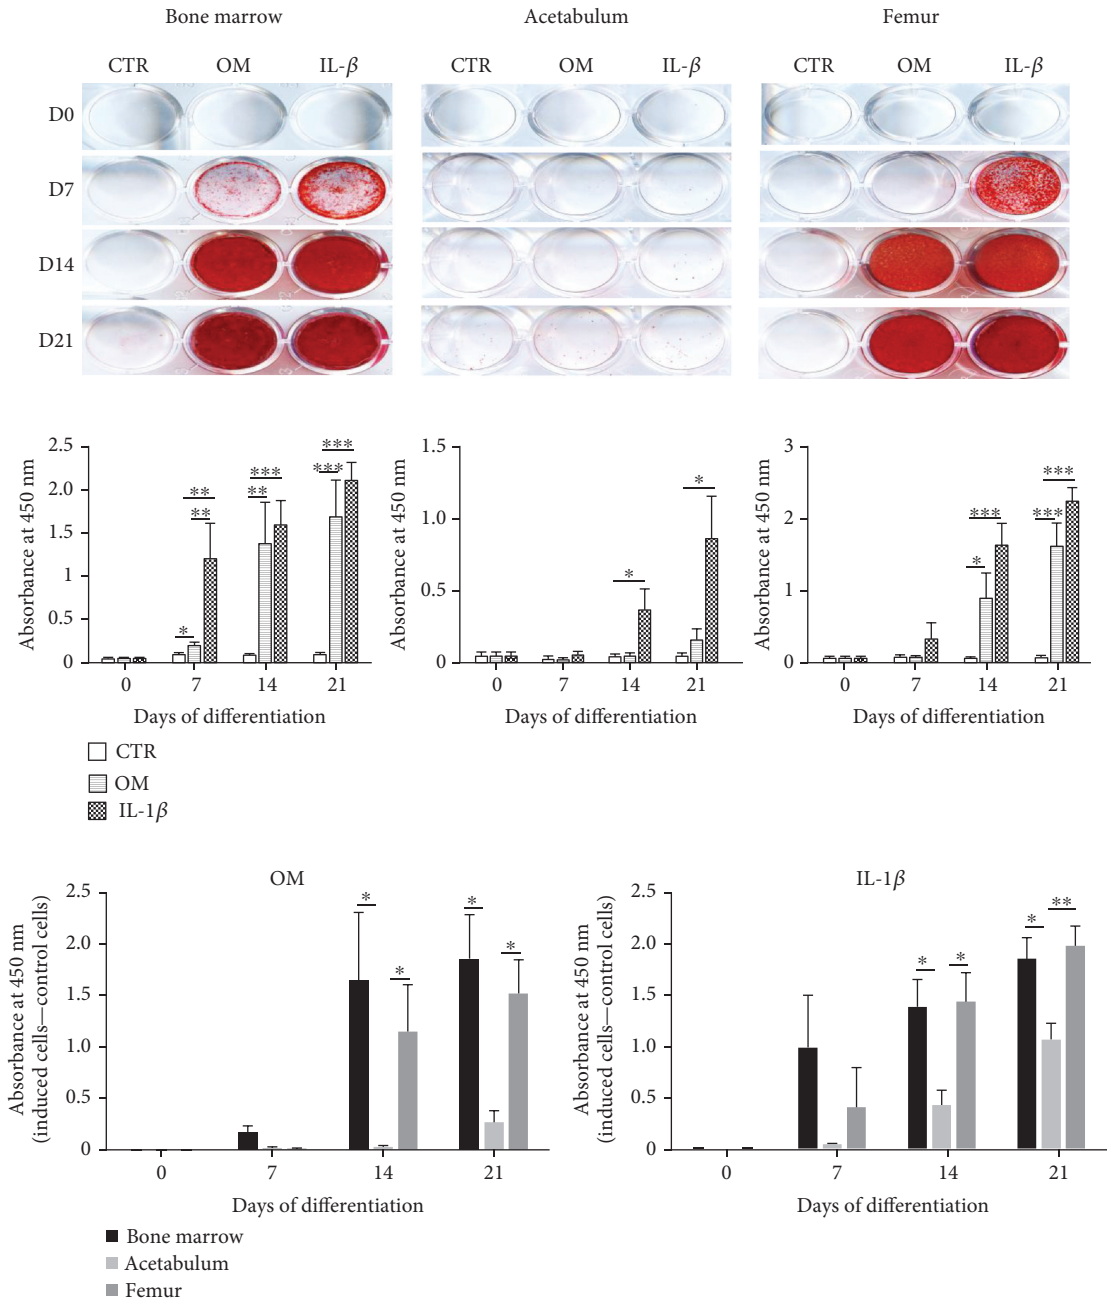 Bone marrow Acetabulum Femur
CTR OM IL-β CTR OM IL-β CTR OM IL-β
D0
D7
D14
D21
Absorbance at 450 nm
2.5
2.0
1.5
1
0.5
0
* ** ** ** *** *** ***
0 7 14 21
Days of differentiation
Absorbance at 450 nm
1.5
1.0
0.5
0
* *
0 7 14 21
Days of differentiation
Absorbance at 450 nm
3
2
1
0
* *** *** ***
0 7 14 21
Days of differentiation
CTR
OM
IL-1β
OM
Absorbance at 450 nm
(induced cells—control cells)
2.5
2.0
1.5
1.0
0.5
0
* * * *
0 7 14 21
Days of differentiation
IL-1β
Absorbance at 450 nm
(induced cells—control cells)
2.5
2.0
1.5
1.0
0.5
0
* * * **
0 7 14 21
Days of differentiation
Bone marrow
Acetabulum
Femur